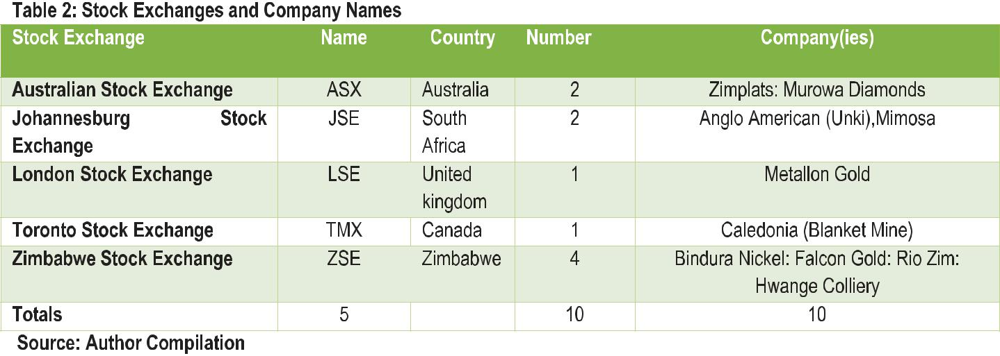 Table 2: Stock Exchanges and Company Names
Stock Exchange Name Country Number Company(ies)
Australian Stock Exchange ASX Australia 2 Zimplats: Murowa Diamonds
Johannesburg Stock JSE South 2 Anglo American (Unki),Mimosa
Exchange Africa
London Stock Exchange LSE United 1 Metallon Gold
kingdom
Toronto Stock Exchange TMX Canada 1 Caledonia (Blanket Mine)
Zimbabwe Stock Exchange ZSE Zimbabwe 4 Bindura Nickel: Falcon Gold: Rio Zim:
Hwange Colliery
Totals 5 10 10
Source: Author Compilation